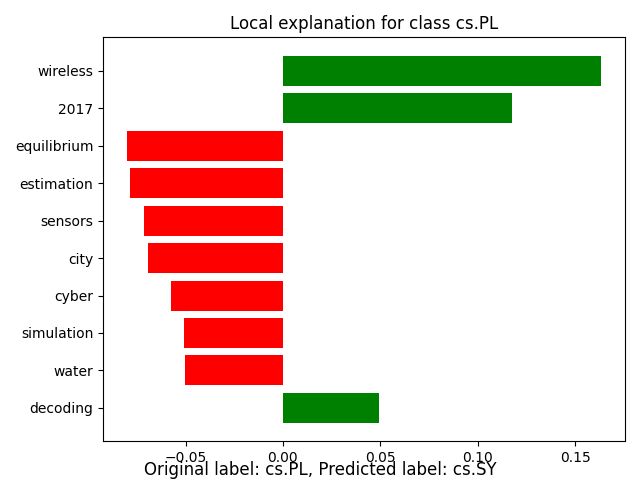 Local explanation for class cs.PL
wireless
2017
equilibrium
estimation
sensors
city
cyber
simulation
water
decoding
−0.05 0.00 0.05 0.10 0.15
Original label: cs.PL, Predicted label: cs.SY